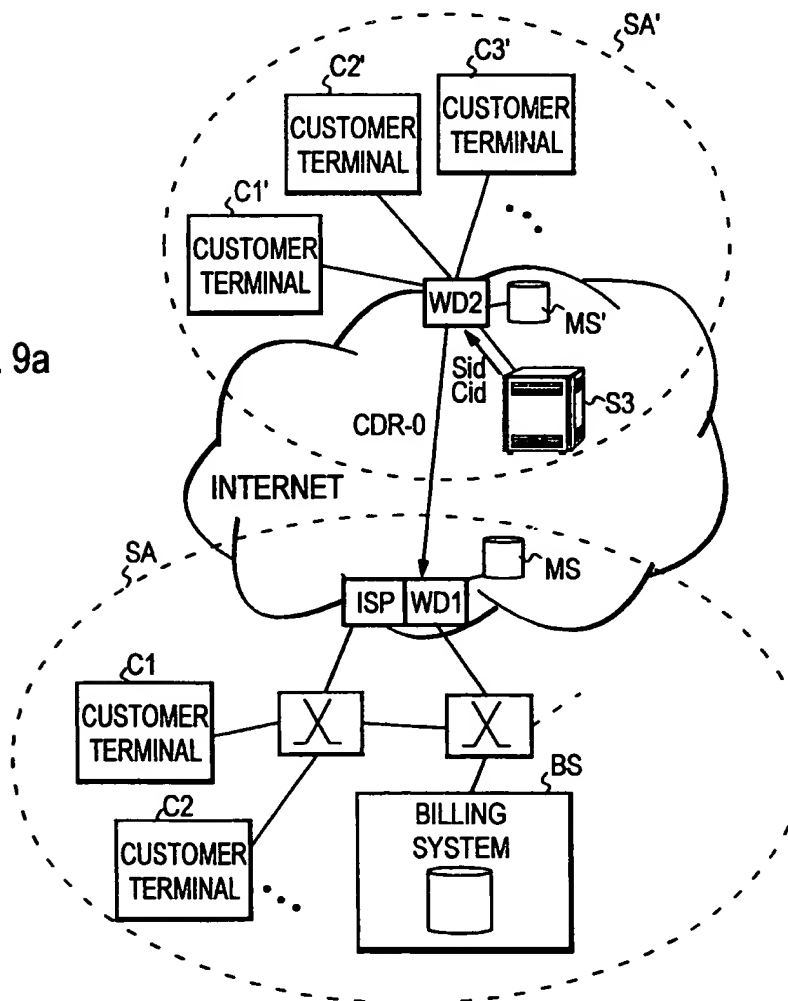 SA'
C2'
C3'
CUSTOMER
TERMINAL
CUSTOMER
TERMINAL
C1'
CUSTOMER
TERMINAL
WD2
MS'
. 9a
Sid
Cid
S3
CDR-0
INTERNET
SA
MS
ISP
WD1
C1
CUSTOMER
TERMINAL
BS
C2
CUSTOMER
TERMINAL
BILLING
SYSTEM